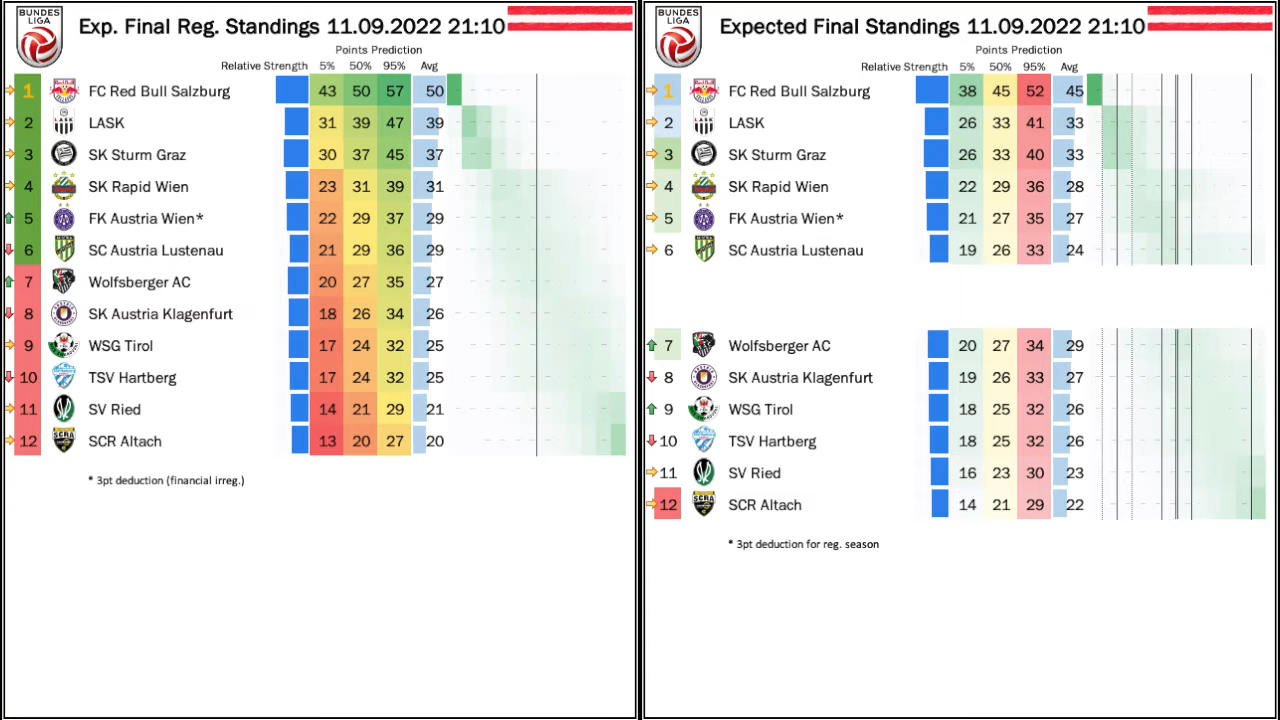 BUNDES
LIGA
Exp. Final Reg. Standings 11.09.2022 21:10
Points Prediction
Relative Strength 5% 50% 95% Avg
1 FC Red Bull Salzburg 43 50 57 50
2 LASK 31 39 47 39
3 SK Sturm Graz 30 37 45 37
4 SK Rapid Wien 23 31 39 31
5 FK Austria Wien* 22 29 37 29
6 SC Austria Lustenau 21 29 36 29
7 Wolfsberger AC 20 27 35 27
8 SK Austria Klagenfurt 18 26 34 26
9 WSG Tirol 17 24 32 25
10 TSV Hartberg 17 24 32 25
11 SV Ried 14 21 29 21
12 SCR Altach 13 20 27 20
* 3pt deduction (financial irreg.)
BUNDES
LIGA
Expected Final Standings 11.09.2022 21:10
Points Prediction
Relative Strength 5% 50% 95% Avg
1 FC Red Bull Salzburg 38 45 52 45
2 LASK 26 33 41 33
3 SK Sturm Graz 26 33 40 33
4 SK Rapid Wien 22 29 36 28
5 FK Austria Wien* 21 27 35 27
6 SC Austria Lustenau 19 26 33 24
7 Wolfsberger AC 20 27 34 29
8 SK Austria Klagenfurt 19 26 33 27
9 WSG Tirol 18 25 32 26
10 TSV Hartberg 18 25 32 26
11 SV Ried 16 23 30 23
12 SCR Altach 14 21 29 22
* 3pt deduction for reg. season